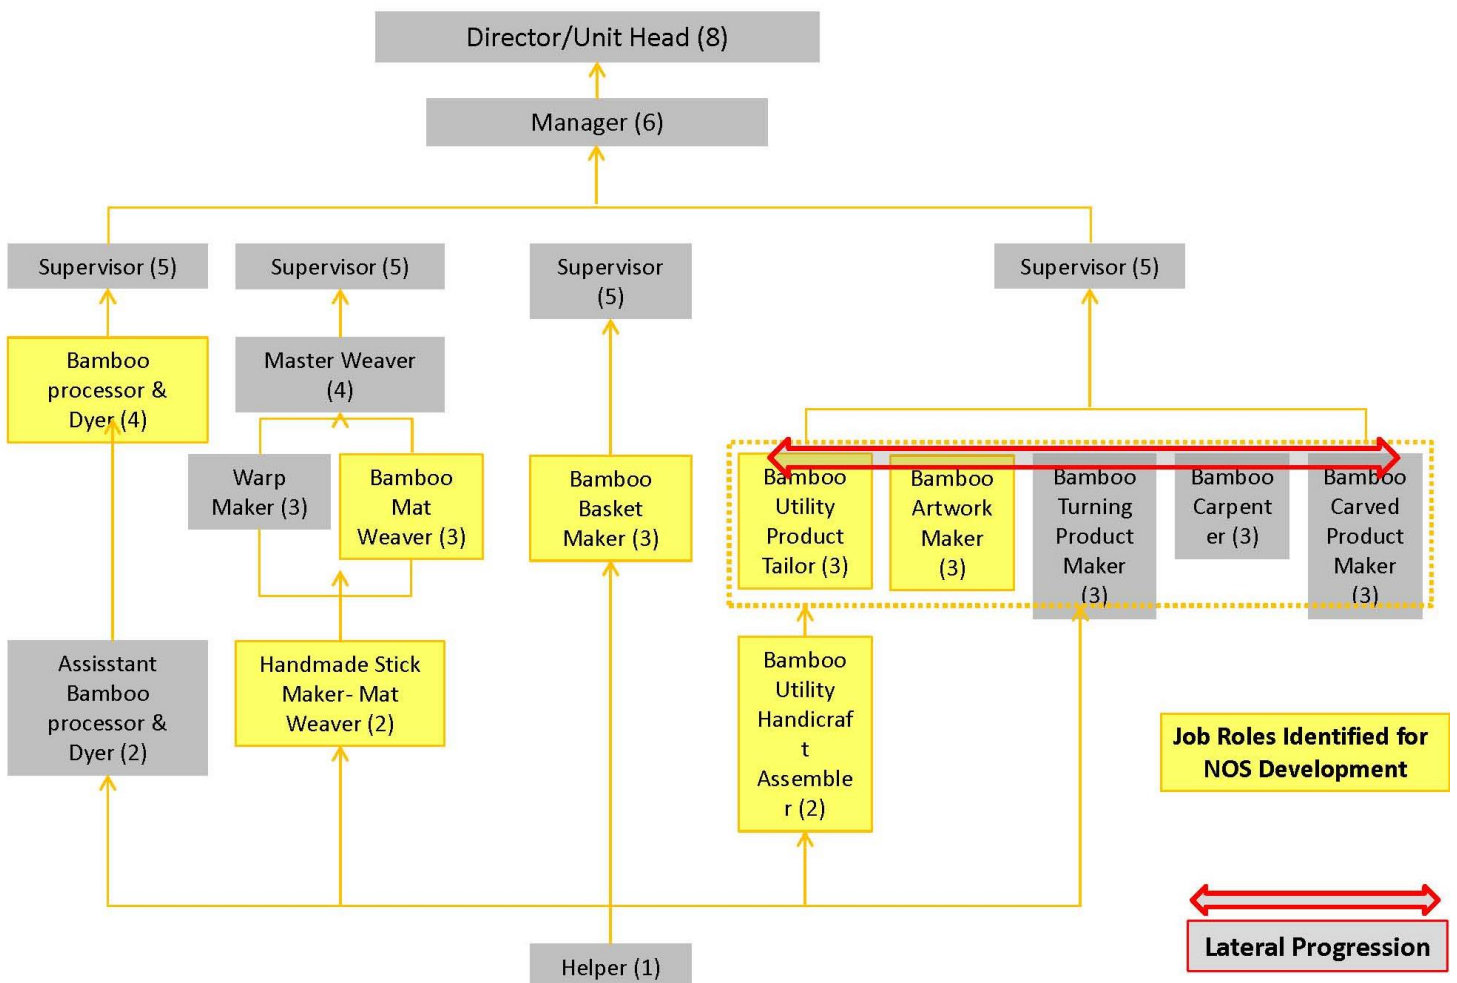 Director/Unit Head (8)
Manager (6)
Supervisor (5)
Supervisor (5)
Supervisor
(5)
Supervisor (5)
Bamboo
processor &
Dyer (4)
Master Weaver
(4)
Warp
Maker (3)
Bamboo
Mat
Weaver (3)
Bamboo
Basket
Maker (3)
Bamboo
Utility
Product
Tailor (3)
Bamboo
Artwork
Maker
(3)
Bamboo
Turning
Product
Maker
(3)
Bamboo
Carpent
er (3)
Bamboo
Carved
Product
Maker
(3)
Assisstant
Bamboo
processor &
Dyer (2)
Handmade Stick
Maker- Mat
Weaver (2)
Bamboo
Utility
Handicraf
t
Assemble
r (2)
Job Roles Identified for
NOS Development
Helper (1)
Lateral Progression